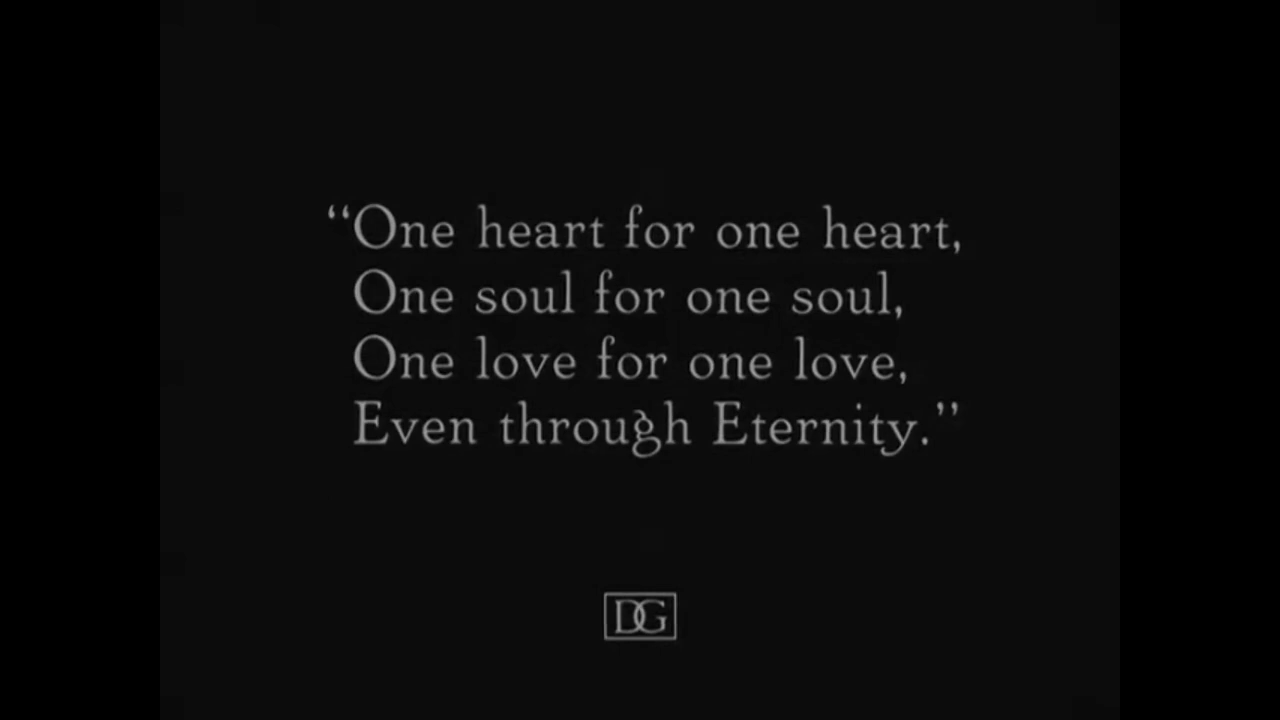 “One heart for one heart,
One soul for one soul,
One love for one love,
Even through Eternity.”
DG